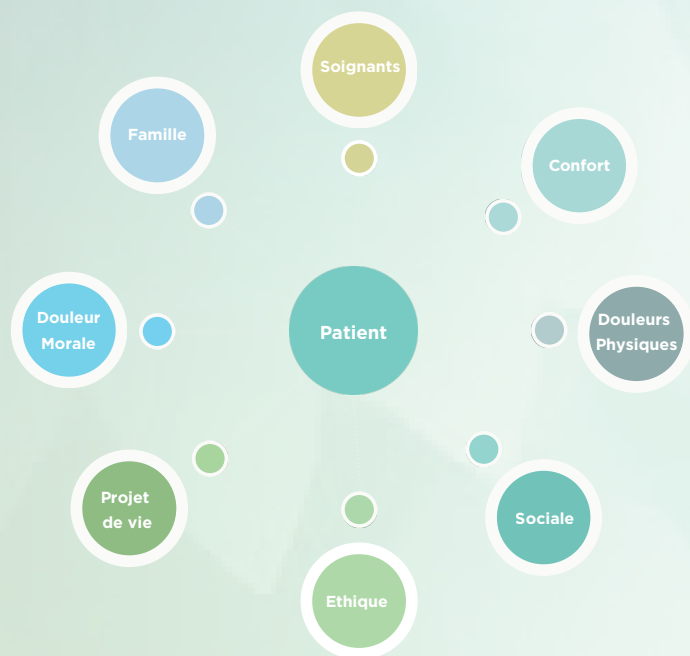 Soignants
Famille
Confort
Douleur
Morale
Patient
Douleurs
Physiques
Projet
de vie
Sociale
Ethique